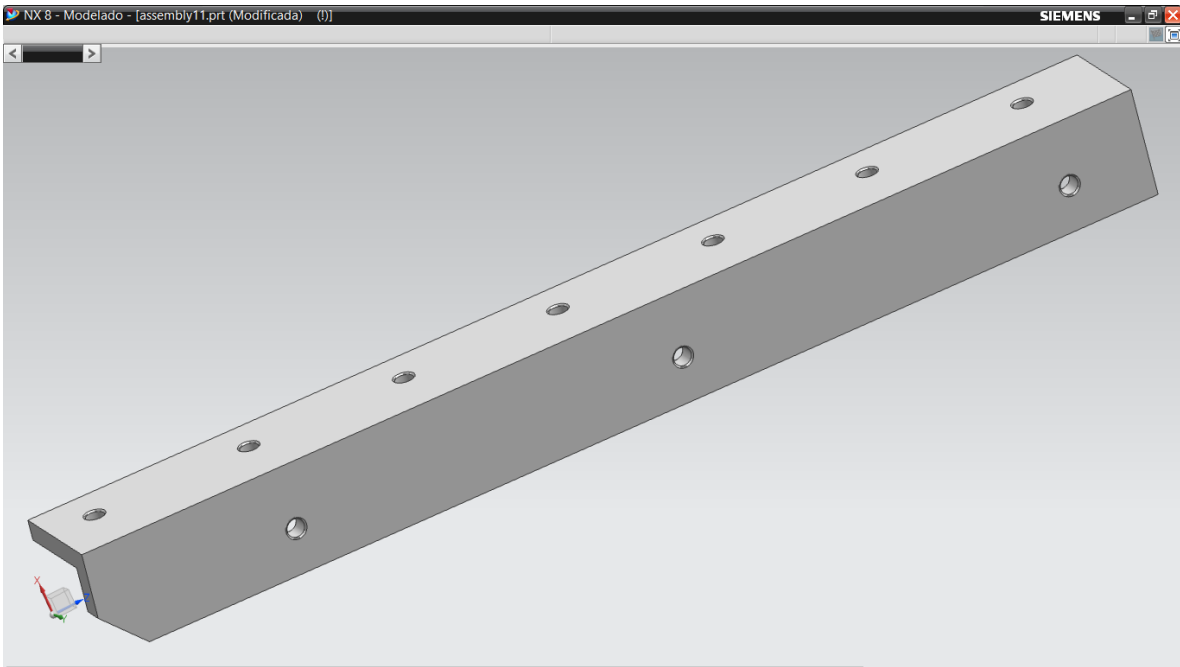 NX 8 - Modelado - [assembly11.prt (Modificada) (!)] SIEMENS
X
Z
Y